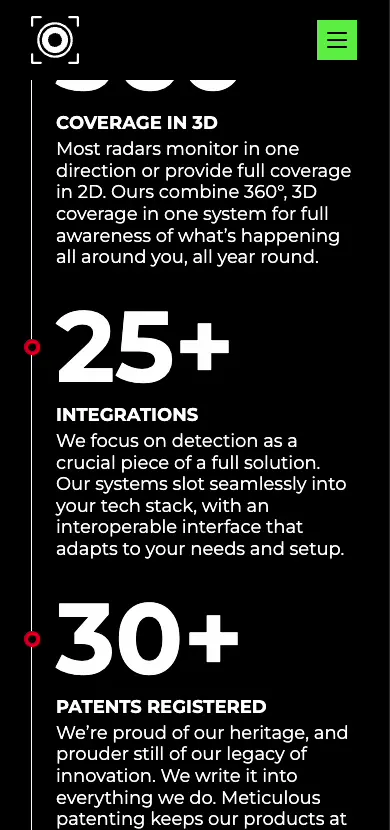 COVERAGE IN 3D
Most radars monitor in one
direction or provide full coverage
in 2D. Ours combine 360°, 3D
coverage in one system for full
awareness of what’s happening
all around you, all year round.
25+
INTEGRATIONS
We focus on detection as a
crucial piece of a full solution.
Our systems slot seamlessly into
your tech stack, with an
interoperable interface that
adapts to your needs and setup.
30+
PATENTS REGISTERED
We’re proud of our heritage, and
prouder still of our legacy of
innovation. We write it into
everything we do. Meticulous
patenting keeps our products at